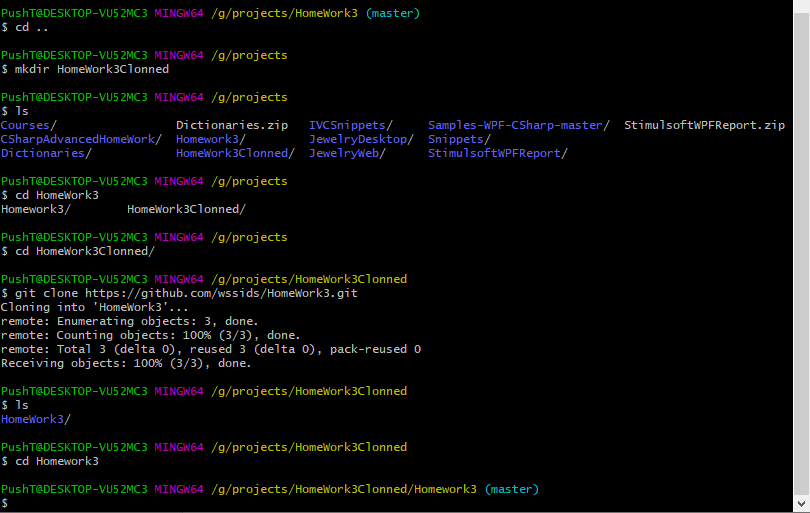 PushT@DESKTOP-VU52MC3 MINGW64 /g/projects/HomeWork3 (master)
$ cd ..
PushT@DESKTOP-VU52MC3 MINGW64 /g/projects
$ mkdir HomeWork3Clonned
PushT@DESKTOP-VU52MC3 MINGW64 /g/projects
$ ls
Courses/ Dictionaries.zip IVCSnippets/ Samples-WPF-CSharp-master/ StimulsoftWPFReport.zip
CSharpAdvancedHomeWork/ Homework3/ JewelryDesktop/ Snippets/
Dictionaries/ HomeWork3Clonned/ JewelryWeb/ StimulsoftWPFReport/
PushT@DESKTOP-VU52MC3 MINGW64 /g/projects
$ cd HomeWork3
Homework3/ HomeWork3Clonned/
PushT@DESKTOP-VU52MC3 MINGW64 /g/projects
$ cd HomeWork3Clonned/
PushT@DESKTOP-VU52MC3 MINGW64 /g/projects/HomeWork3Clonned
$ git clone https://github.com/wssids/HomeWork3.git
Cloning into 'HomeWork3'...
remote: Enumerating objects: 3, done.
remote: Counting objects: 100% (3/3), done.
remote: Total 3 (delta 0), reused 3 (delta 0), pack-reused 0
Receiving objects: 100% (3/3), done.
PushT@DESKTOP-VU52MC3 MINGW64 /g/projects/HomeWork3Clonned
$ ls
HomeWork3/
PushT@DESKTOP-VU52MC3 MINGW64 /g/projects/HomeWork3Clonned
$ cd Homework3
PushT@DESKTOP-VU52MC3 MINGW64 /g/projects/HomeWork3Clonned/Homework3 (master)
$